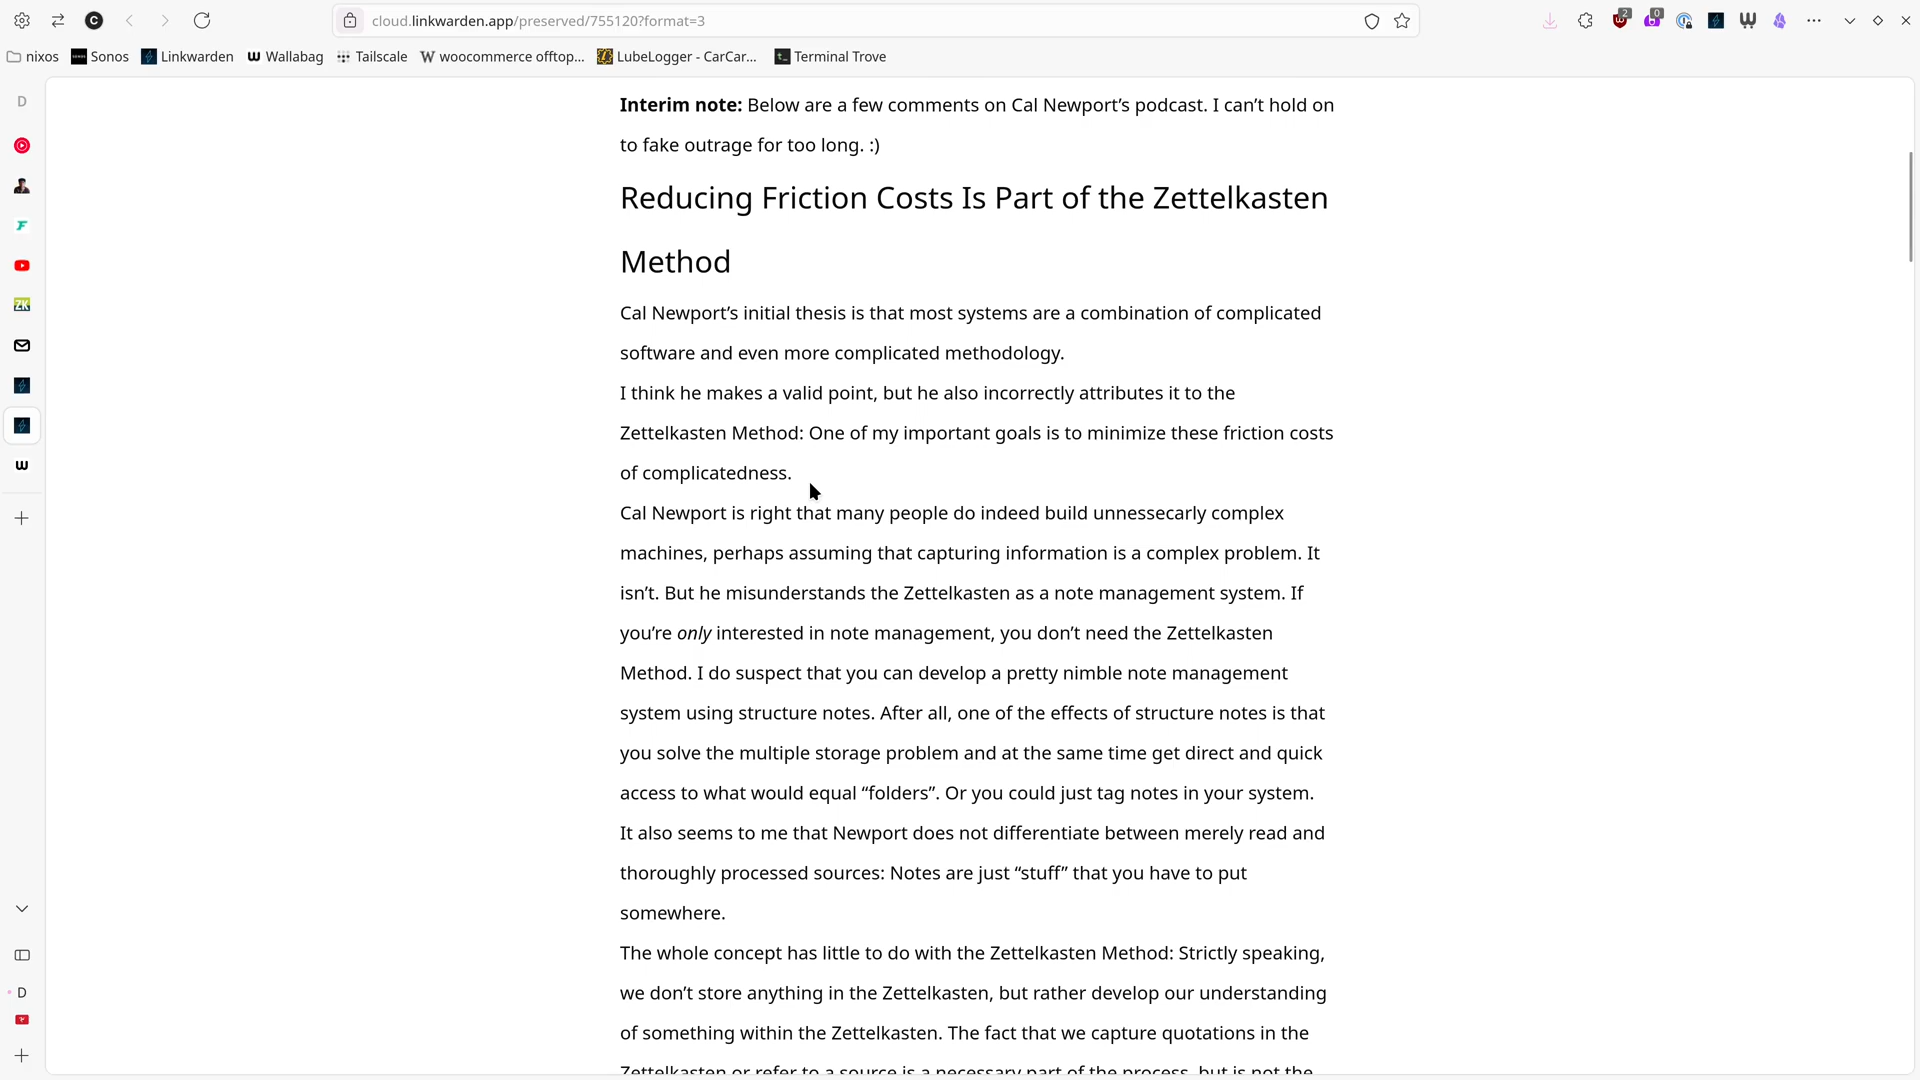 cloud.linkwarden.app/preserved/755120?format=3
2
0
nixos
Sonos
Linkwarden
Wallabag
Tailscale
woocommerce offtop...
LubeLogger - CarCar...
Terminal Trove
Interim note: Below are a few comments on Cal Newport’s podcast. I can’t hold on
to fake outrage for too long. :)
Reducing Friction Costs Is Part of the Zettelkasten
Method
Cal Newport’s initial thesis is that most systems are a combination of complicated
software and even more complicated methodology.
I think he makes a valid point, but he also incorrectly attributes it to the
Zettelkasten Method: One of my important goals is to minimize these friction costs
of complicatedness.
Cal Newport is right that many people do indeed build unnessecarly complex
machines, perhaps assuming that capturing information is a complex problem. It
isn’t. But he misunderstands the Zettelkasten as a note management system. If
you’re only interested in note management, you don’t need the Zettelkasten
Method. I do suspect that you can develop a pretty nimble note management
system using structure notes. After all, one of the effects of structure notes is that
you solve the multiple storage problem and at the same time get direct and quick
access to what would equal “folders”. Or you could just tag notes in your system.
It also seems to me that Newport does not differentiate between merely read and
thoroughly processed sources: Notes are just “stuff” that you have to put
somewhere.
The whole concept has little to do with the Zettelkasten Method: Strictly speaking,
we don’t store anything in the Zettelkasten, but rather develop our understanding
of something within the Zettelkasten. The fact that we capture quotations in the
Zettelkasten or refer to a source is a necessary part of the process, but is not the
D
ZK
W
D